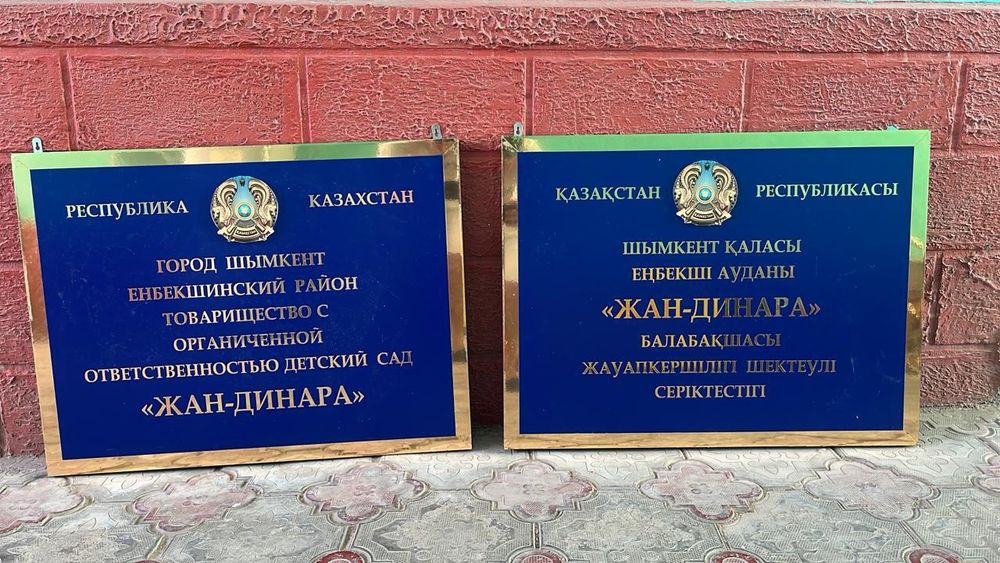 РЕСПУБЛИКА КАЗАХСТАН
ГОРОД ШЫМКЕНТ
ЕНБЕКШИНСКИЙ РАЙОН
ТОВАРИЩЕСТВО С
ОРГАНИЧЕННОЙ
ОТВЕТСТВЕННОСТЬЮ ДЕТСКИЙ САД
«ЖАН-ДИНАРА»
ҚАЗАҚСТАН РЕСПУБЛИКАСЫ
ШЫМКЕНТ ҚАЛАСЫ
ЕҢБЕКШІ АУДАНЫ
«ЖАН-ДИНАРА»
БАЛАБАҚШАСЫ
ЖАУАПКЕРШІЛІГІ ШЕКТЕУЛІ
СЕРІКТЕСТІГІ